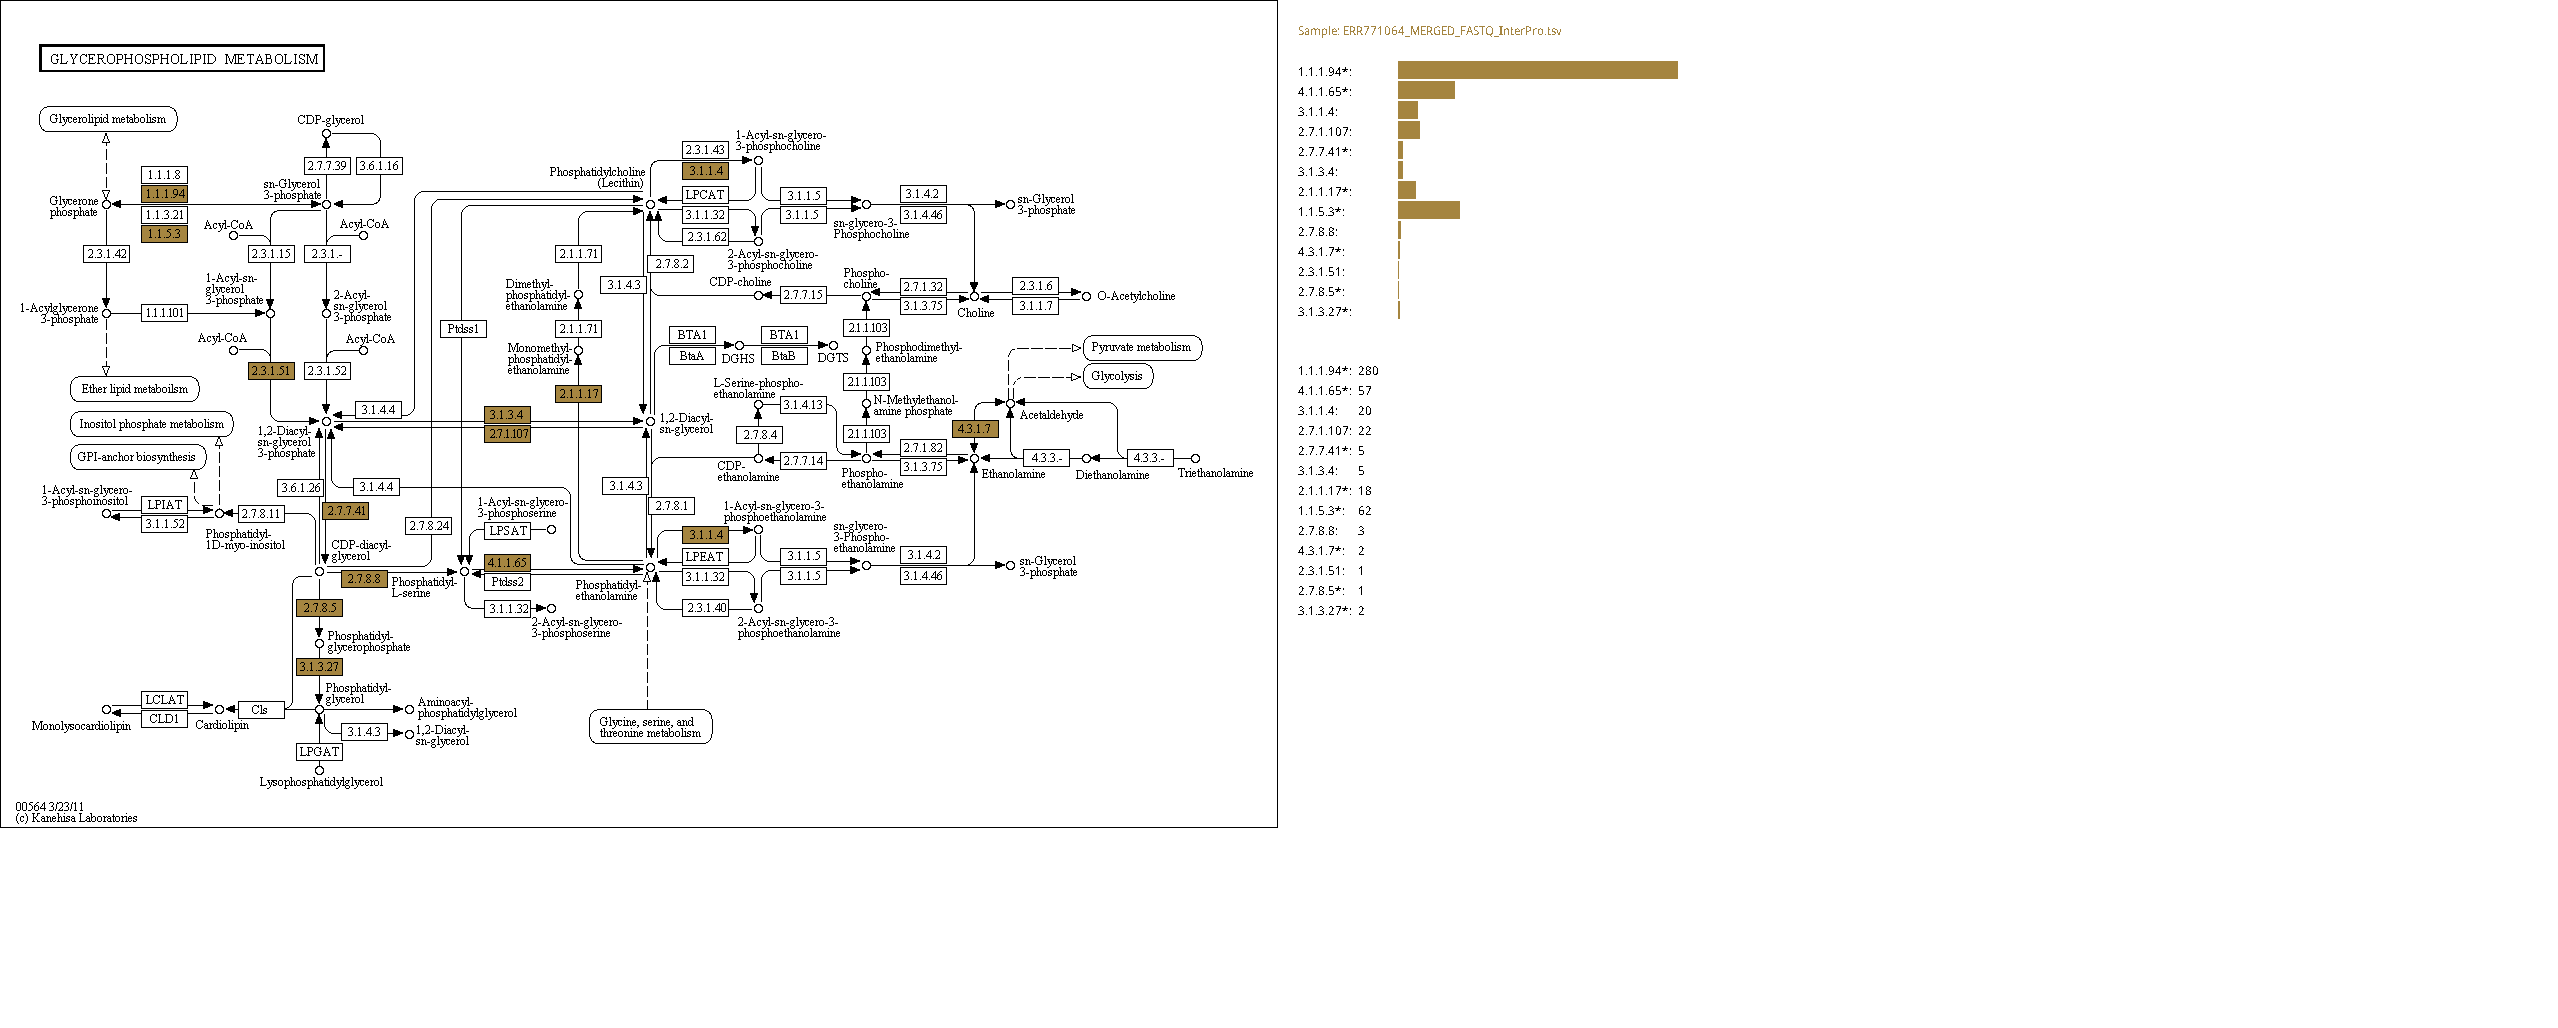 GLYCEROPHOSPHOLIPID METABOLISM
Glycerolipid metabolism
CDP-glycerol
2.7.7.39
3.6.1.16
1.1.1.8
1.1.1.94
1.1.3.21
1.1.5.3
Glycerone
phosphate
sn-Glycerol
3-phosphate
Acyl-CoA
Acyl-CoA
2.3.1.42
2.3.1.15
2.3.1.-
1-Acyl-sn-
glycerol
3-phosphate
2-Acyl-
sn-glycerol
3-phosphate
1-Acylglycerone
3-phosphate
1.1.1.101
Acyl-CoA
Acyl-CoA
2.3.1.51
2.3.1.52
Ether lipid metaboilsm
Inositol phosphate metabolism
GPI-anchor biosynthesis
1,2-Diacyl-
sn-glycerol
3-phosphate
3.1.4.4
3.1.3.4
2.7.1.107
1,2-Diacyl-
sn-glycerol
Phosphatidylcholine
(Lecithin)
2.3.1.43
3.1.1.4
LPCAT
3.1.1.32
2.3.1.62
1-Acyl-sn-glycero-
3-phosphocholine
3.1.1.5
3.1.1.5
2-Acyl-sn-glycero-
3-phosphocholine
sn-glycero-3-
Phosphocholine
3.1.4.2
3.1.4.46
sn-Glycerol
3-phosphate
2.1.1.71
2.7.8.2
3.1.4.3
Dimethyl-
phosphatidyl-
ethanolamine
CDP-choline
2.7.7.15
Phospho-
choline
2.7.1.32
3.1.3.75
Choline
2.3.1.6
3.1.1.7
O-Acetylcholine
Ptdss1
2.1.1.71
Monomethyl-
phosphatidyl-
ethanolamine
2.1.1.17
BTA1
BtaA
DGHS
BTA1
BtaB
DGTS
2.1.1.103
Phosphodimethyl-
ethanolamine
2.1.1.103
N-Methylethanol-
amine phosphate
2.1.1.103
Pyruvate metabolism
Glycolysis
Acetaldehyde
L-Serine-phospho-
ethanolamine
3.1.4.13
2.7.8.4
CDP-
ethanolamine
2.7.7.14
Phospho-
ethanolamine
2.7.1.82
3.1.3.75
4.3.1.7
Ethanolamine
4.3.3.-
Diethanolamine
4.3.3.-
Triethanolamine
1-Acyl-sn-glycero-
3-phosphoinositol
LPIAT
3.1.1.52
2.7.8.11
Phosphatidyl-
1D-myo-inositol
3.6.1.26
3.1.4.4
2.7.7.41
CDP-diacyl-
glycerol
2.7.8.24
1-Acyl-sn-glycero-
3-phosphoserine
LPSAT
3.1.4.3
2.7.8.1
1-Acyl-sn-glycero-3-
phosphoethanolamine
3.1.1.4
LPEAT
3.1.1.32
2.3.1.40
3.1.1.5
3.1.1.5
sn-glycero-
3-Phospho-
ethanolamine
3.1.4.2
3.1.4.46
sn-Glycerol
3-phosphate
2-Acyl-sn-glycero-3-
phosphoethanolamine
2.7.8.8
Phosphatidyl-
L-serine
4.1.1.65
Ptdss2
Phosphatidyl-
ethanolamine
3.1.1.32
2-Acyl-sn-glycero-
3-phosphoserine
2.7.8.5
Phosphatidyl-
glycerophosphate
3.1.3.27
Phosphatidyl-
glycerol
LCLAT
CLD1
Monolysocardiolipin
Cardiolipin
Cls
Aminoacyl-
phosphatidylglycerol
3.1.4.3
1,2-Diacyl-
sn-glycerol
LPGAT
Lysophosphatidylglycerol
Glycine, serine, and
threonine metabolism
00564 3/23/11
(c) Kanehisa Laboratories
Sample: ERR771064_MERGED_FASTQ_InterPro.tsv
1.1.1.94*:
4.1.1.65*:
3.1.1.4:
2.7.1.107:
2.7.7.41*:
3.1.3.4:
2.1.1.17*:
1.1.5.3*:
2.7.8.8:
4.3.1.7*:
2.3.1.51:
2.7.8.5*:
3.1.3.27*:
1.1.1.94*: 280
4.1.1.65*: 57
3.1.1.4: 20
2.7.1.107: 22
2.7.7.41*: 5
3.1.3.4: 5
2.1.1.17*: 18
1.1.5.3*: 62
2.7.8.8: 3
4.3.1.7*: 2
2.3.1.51: 1
2.7.8.5*: 1
3.1.3.27*: 2